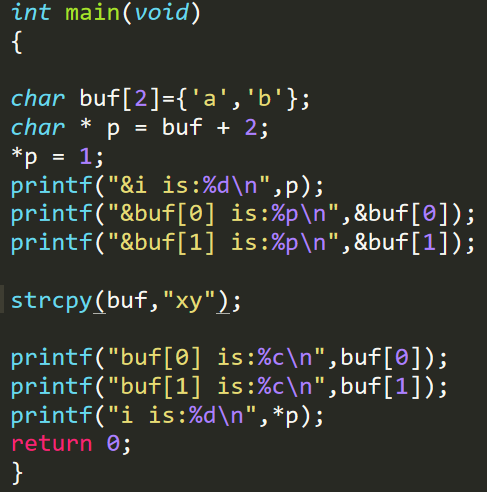 int main(void)
{
char buf[2]={'a','b'};
char * p = buf + 2;
*p = 1;
printf("&i is:%d\n",p);
printf("&buf[0] is:%p\n",&buf[0]);
printf("&buf[1] is:%p\n",&buf[1]);
strcpy(buf,"xy");
printf("buf[0] is:%c\n",buf[0]);
printf("buf[1] is:%c\n",buf[1]);
printf("i is:%d\n",*p);
return 0;
}